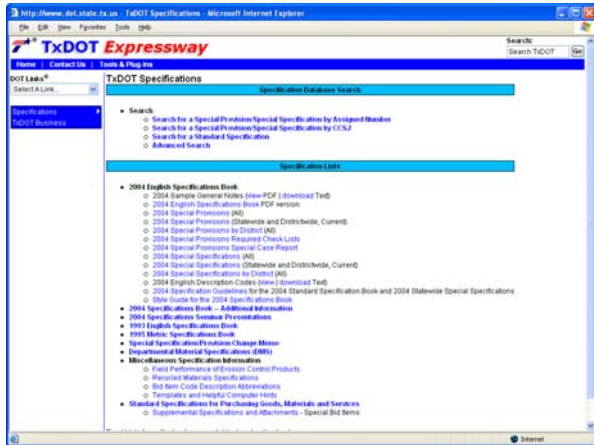 http://www.dot.state.tx.us - TxDOT Specifications - Microsoft Internet Explorer
File Edit View Favorites Tools Help
TxDOT Expressway
Search:
Search TxDOT Go
Home | Contact Us | Tools & Plug-ins
DOT Links
Select A Link...
Specifications
TxDOT Business
TxDOT Specifications
Specification Database Search
Search
Search for a Special Provision/Special Specification by Assigned Number
Search for a Special Provision/Special Specification by CCSJ
Search for a Standard Specification
Advanced Search
Specification Lists
2004 English Specifications Book
2004 Sample General Notes (view PDF | download Text)
2004 English Specifications Book PDF version
2004 Special Provisions (All)
2004 Special Provisions (Statewide and Districtwide, Current)
2004 Special Provisions by District (All)
2004 Special Provisions Required Check Lists
2004 Special Provisions Special Case Report
2004 Special Specifications (All)
2004 Special Specifications (Statewide and Districtwide, Current)
2004 Special Specifications by District (All)
2004 English Description Codes (view | download Text)
2004 Specification Guidelines for the 2004 Standard Specification Book and 2004 Statewide Special Specifications
Style Guide for the 2004 Specifications Book
2004 Specifications Book -- Additional Information
2004 Specifications Seminar Presentations
1993 English Specifications Book
1995 Metric Specifications Book
Special Specification/Provision Change Memo
Departmental Material Specifications (DMS)
Miscellaneous Specification Information
Field Performance of Erosion Control Products
Recycled Materials Specifications
Bid Item Code Description Abbreviations
Templates and Helpful Computer Hints
Standard Specifications for Purchasing Goods, Materials and Services
Supplemental Specifications and Attachments - Special Bid Items
Internet